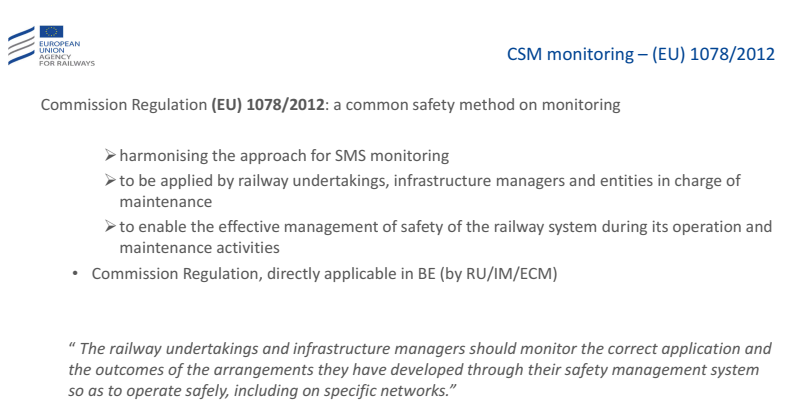 EUROPEAN
UNION
AGENCY
FOR RAILWAYS
CSM monitoring – (EU) 1078/2012
Commission Regulation (EU) 1078/2012: a common safety method on monitoring
➢ harmonising the approach for SMS monitoring
➢ to be applied by railway undertakings, infrastructure managers and entities in charge of
maintenance
➢ to enable the effective management of safety of the railway system during its operation and
maintenance activities
• Commission Regulation, directly applicable in BE (by RU/IM/ECM)
“ The railway undertakings and infrastructure managers should monitor the correct application and
the outcomes of the arrangements they have developed through their safety management system
so as to operate safely, including on specific networks.”